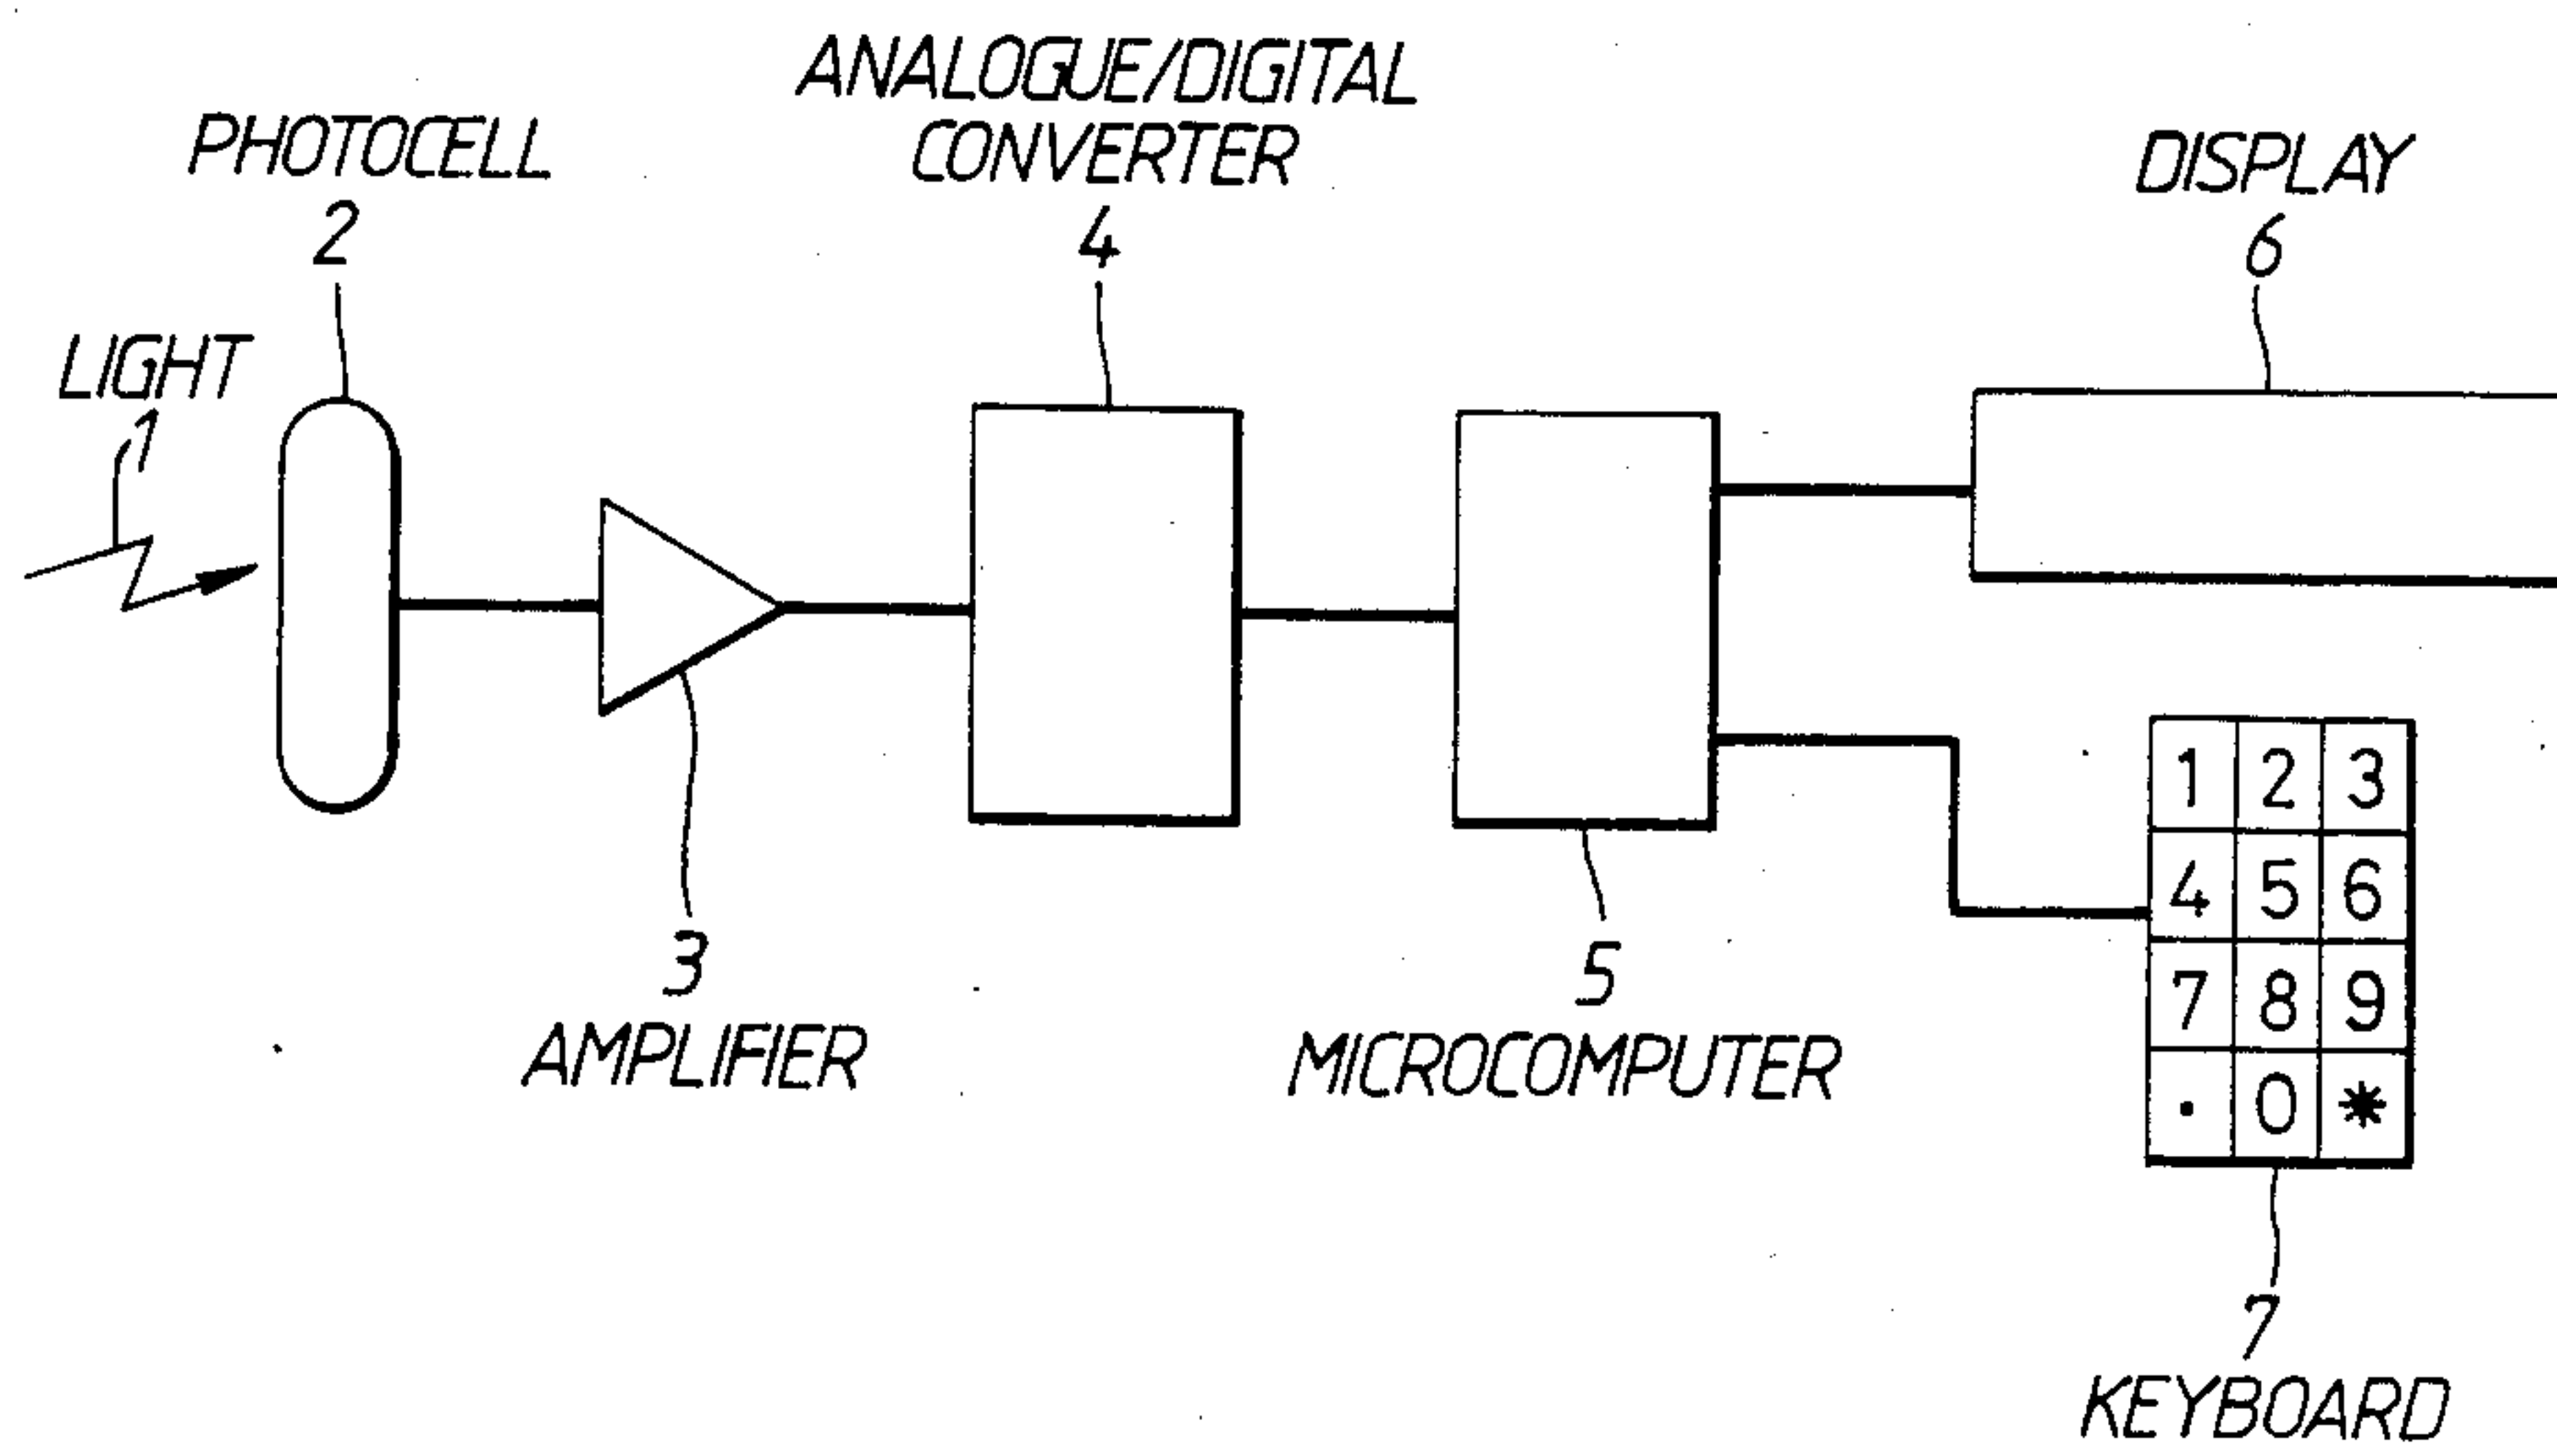 ANALOGUE/DIGITAL
CONVERTER
4
PHOTOCELL
2
DISPLAY
6
LIGHT
1
3
AMPLIFIER
5
MICROCOMPUTER
1 2 3
4 5 6
7 8 9
. 0 *
7
KEYBOARD